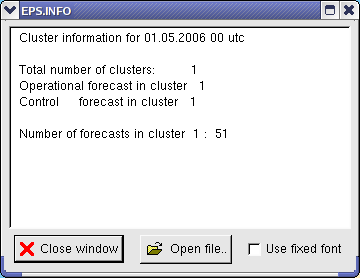 EPS.INFO
Cluster information for 01.05.2006 00 utc
Total number of clusters: 1
Operational forecast in cluster 1
Control forecast in cluster 1
Number of forecasts in cluster 1 : 51
Close window
Open file..
Use fixed font